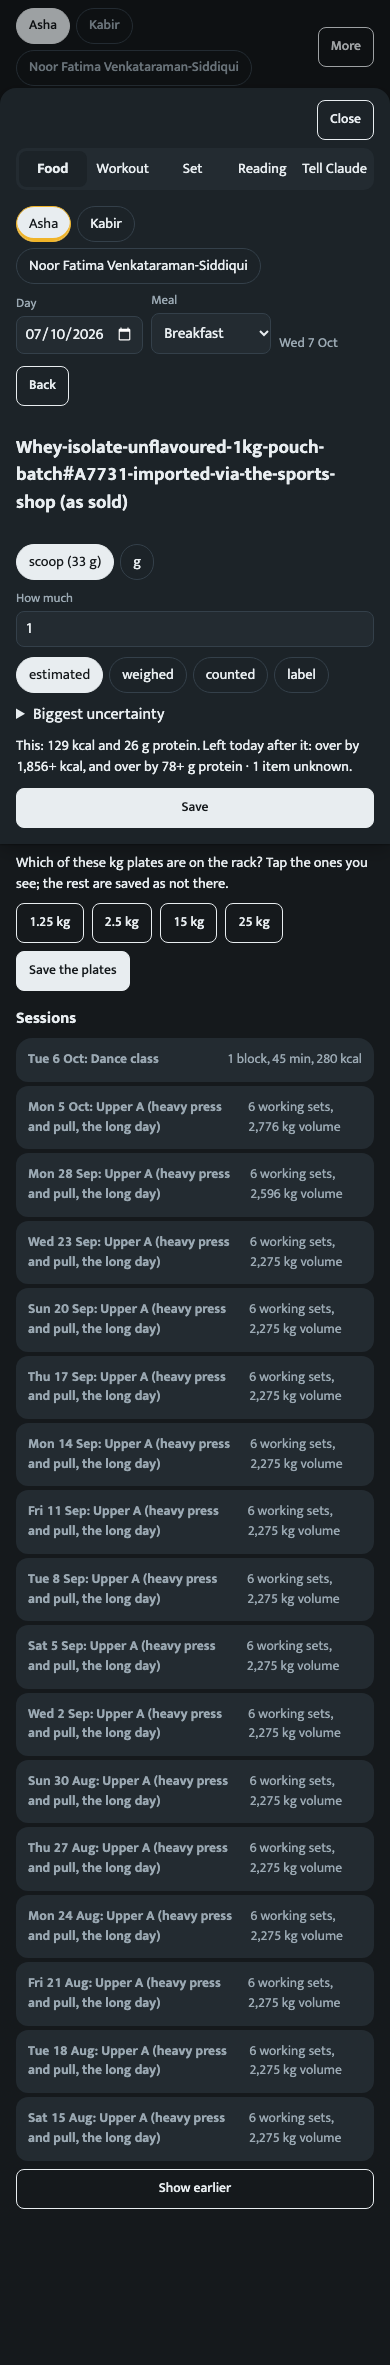 Asha
Kabir
Noor Fatima Venkataraman-Siddiqui
More
Close
Food
Workout
Set
Reading
Tell Claude
Asha
Kabir
Noor Fatima Venkataraman-Siddiqui
Day
Meal
07/10/2026
Breakfast
Wed 7 Oct
Back
Whey-isolate-unflavoured-1kg-pouch-
batch#A7731-imported-via-the-sports-
shop (as sold)
scoop (33 g)
g
How much
1
estimated
weighed
counted
label
Biggest uncertainty
This: 129 kcal and 26 g protein. Left today after it: over by
1,856+ kcal, and over by 78+ g protein · 1 item unknown.
Save
Which of these kg plates are on the rack? Tap the ones you
see; the rest are saved as not there.
1.25 kg
2.5 kg
15 kg
25 kg
Save the plates
Sessions
Tue 6 Oct: Dance class
1 block, 45 min, 280 kcal
Mon 5 Oct: Upper A (heavy press
and pull, the long day)
6 working sets,
2,776 kg volume
Mon 28 Sep: Upper A (heavy press
and pull, the long day)
6 working sets,
2,596 kg volume
Wed 23 Sep: Upper A (heavy press
and pull, the long day)
6 working sets,
2,275 kg volume
Sun 20 Sep: Upper A (heavy press
and pull, the long day)
6 working sets,
2,275 kg volume
Thu 17 Sep: Upper A (heavy press
and pull, the long day)
6 working sets,
2,275 kg volume
Mon 14 Sep: Upper A (heavy press
and pull, the long day)
6 working sets,
2,275 kg volume
Fri 11 Sep: Upper A (heavy press
and pull, the long day)
6 working sets,
2,275 kg volume
Tue 8 Sep: Upper A (heavy press
and pull, the long day)
6 working sets,
2,275 kg volume
Sat 5 Sep: Upper A (heavy press
and pull, the long day)
6 working sets,
2,275 kg volume
Wed 2 Sep: Upper A (heavy press
and pull, the long day)
6 working sets,
2,275 kg volume
Sun 30 Aug: Upper A (heavy press
and pull, the long day)
6 working sets,
2,275 kg volume
Thu 27 Aug: Upper A (heavy press
and pull, the long day)
6 working sets,
2,275 kg volume
Mon 24 Aug: Upper A (heavy press
and pull, the long day)
6 working sets,
2,275 kg volume
Fri 21 Aug: Upper A (heavy press
and pull, the long day)
6 working sets,
2,275 kg volume
Tue 18 Aug: Upper A (heavy press
and pull, the long day)
6 working sets,
2,275 kg volume
Sat 15 Aug: Upper A (heavy press
and pull, the long day)
6 working sets,
2,275 kg volume
Show earlier